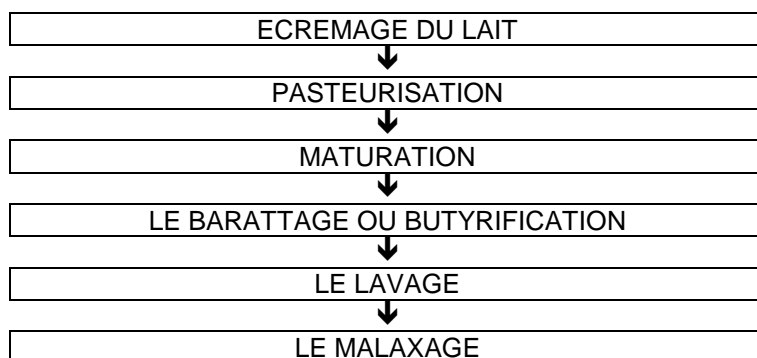 ECREMAGE DU LAIT
PASTEURISATION
MATURATION
LE BARATTAGE OU BUTYRIFICATION
LE LAVAGE
LE MALAXAGE